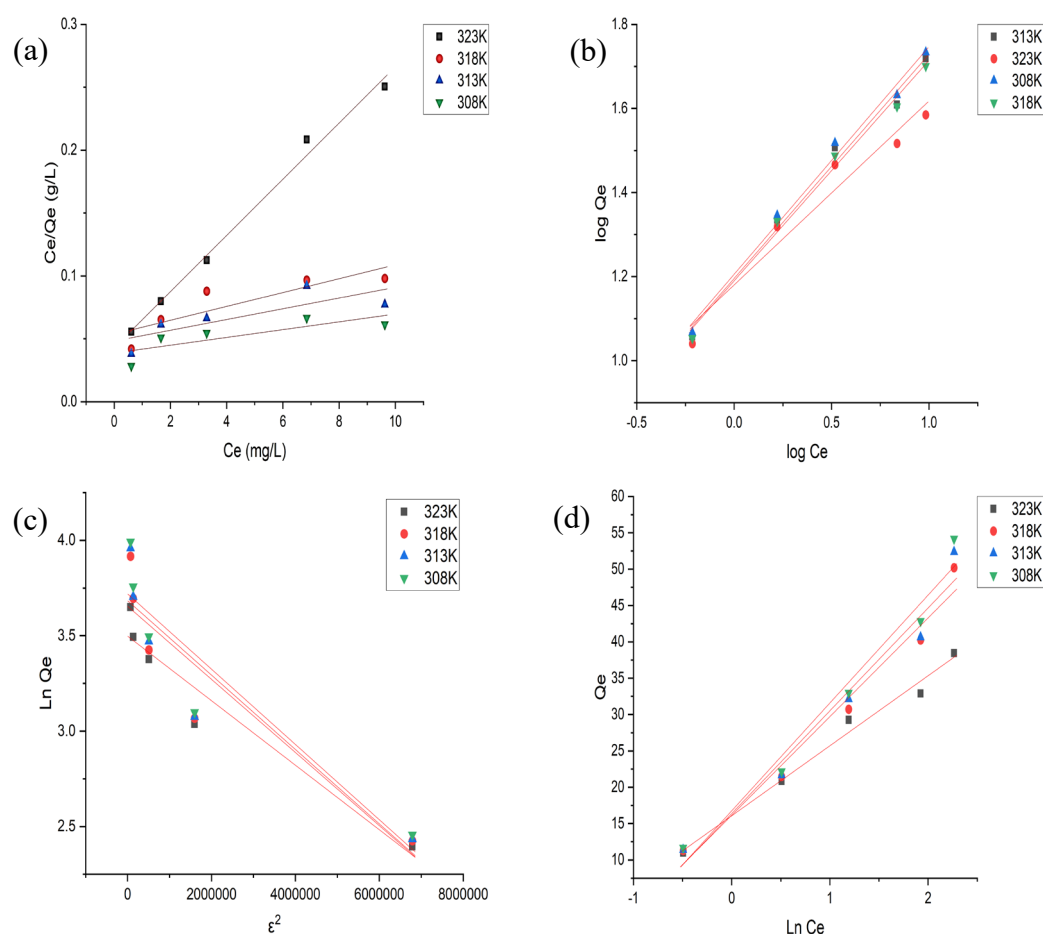 (a)
0.3
0.2
0.1
0.0
Ce/Qe (g/L)
0 2 4 6 8 10
Ce (mg/L)
323K
318K
313K
308K
(b)
1.8
1.6
1.4
1.2
1.0
log Qe
-0.5 0.0 0.5 1.0
log Ce
313K
323K
308K
318K
(c)
4.0
3.5
3.0
2.5
Ln Qe
0 2000000 4000000 6000000 8000000
ε²
323K
318K
313K
308K
(d)
60
55
50
45
40
35
30
25
20
15
10
Qe
-1 0 1 2
Ln Ce
323K
318K
313K
308K